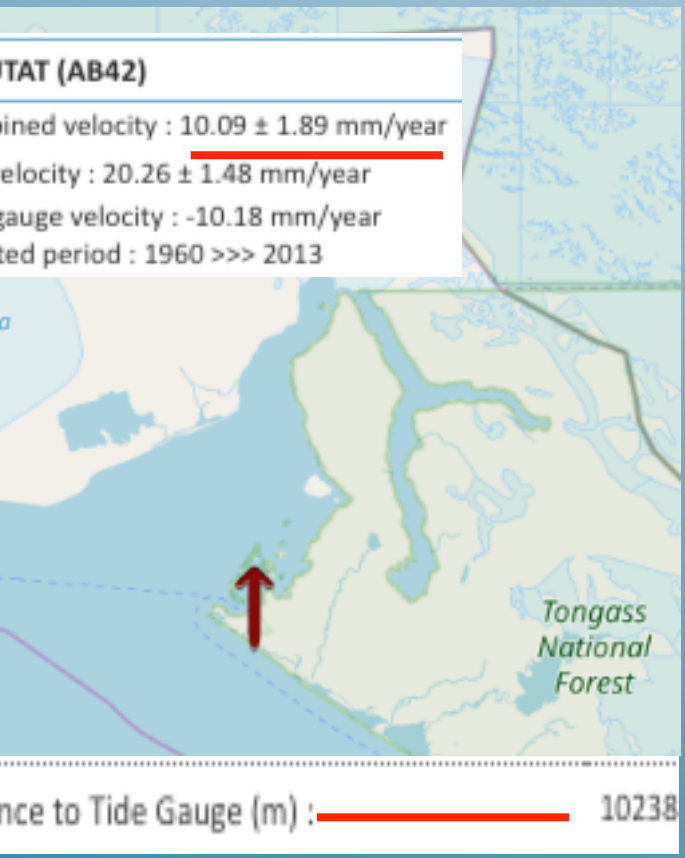 UTAT (AB42)
bined velocity : 10.09 ± 1.89 mm/year
elocity : 20.26 ± 1.48 mm/year
gauge velocity : -10.18 mm/year
ted period : 1960 >>> 2013
a
Tongass
National
Forest
nce to Tide Gauge (m) : 10238